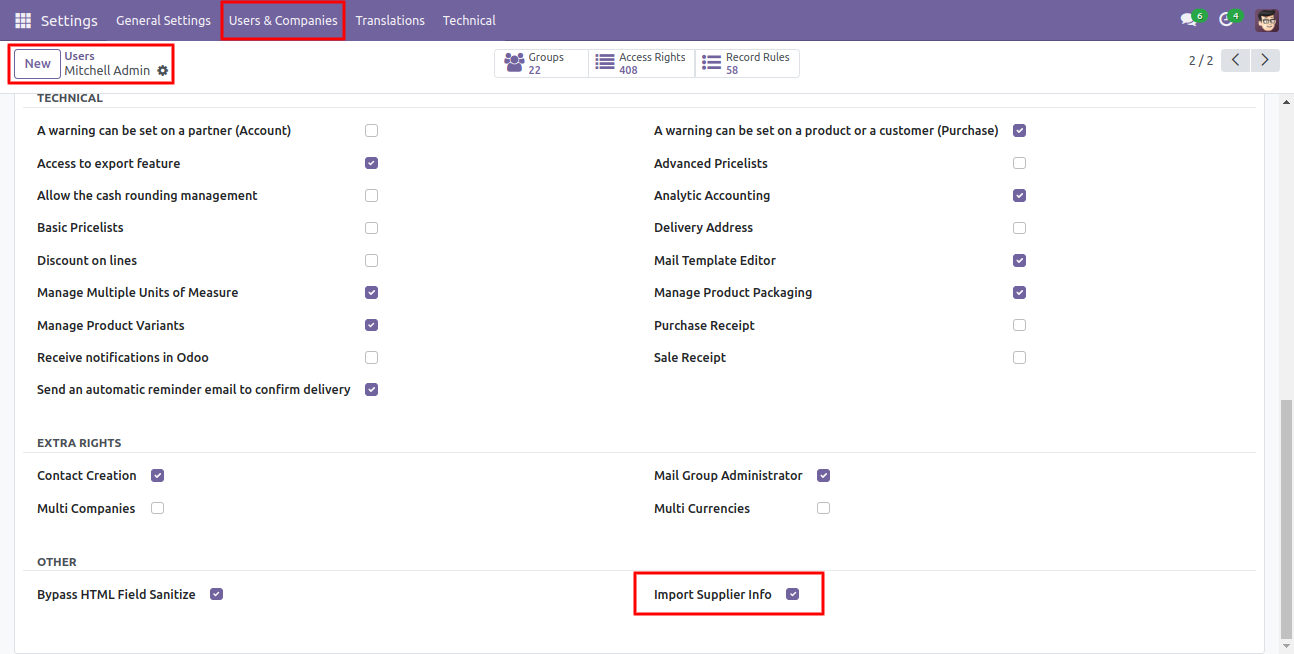 Settings General Settings Users & Companies Translations Technical 6 4
New Users Groups Access Rights Record Rules
Mitchell Admin 22 408 58 2 / 2
TECHNICAL
A warning can be set on a partner (Account) A warning can be set on a product or a customer (Purchase)
Access to export feature Advanced Pricelists
Allow the cash rounding management Analytic Accounting
Basic Pricelists Delivery Address
Discount on lines Mail Template Editor
Manage Multiple Units of Measure Manage Product Packaging
Manage Product Variants Purchase Receipt
Receive notifications in Odoo Sale Receipt
Send an automatic reminder email to confirm delivery
EXTRA RIGHTS
Contact Creation Mail Group Administrator
Multi Companies Multi Currencies
OTHER
Bypass HTML Field Sanitize Import Supplier Info